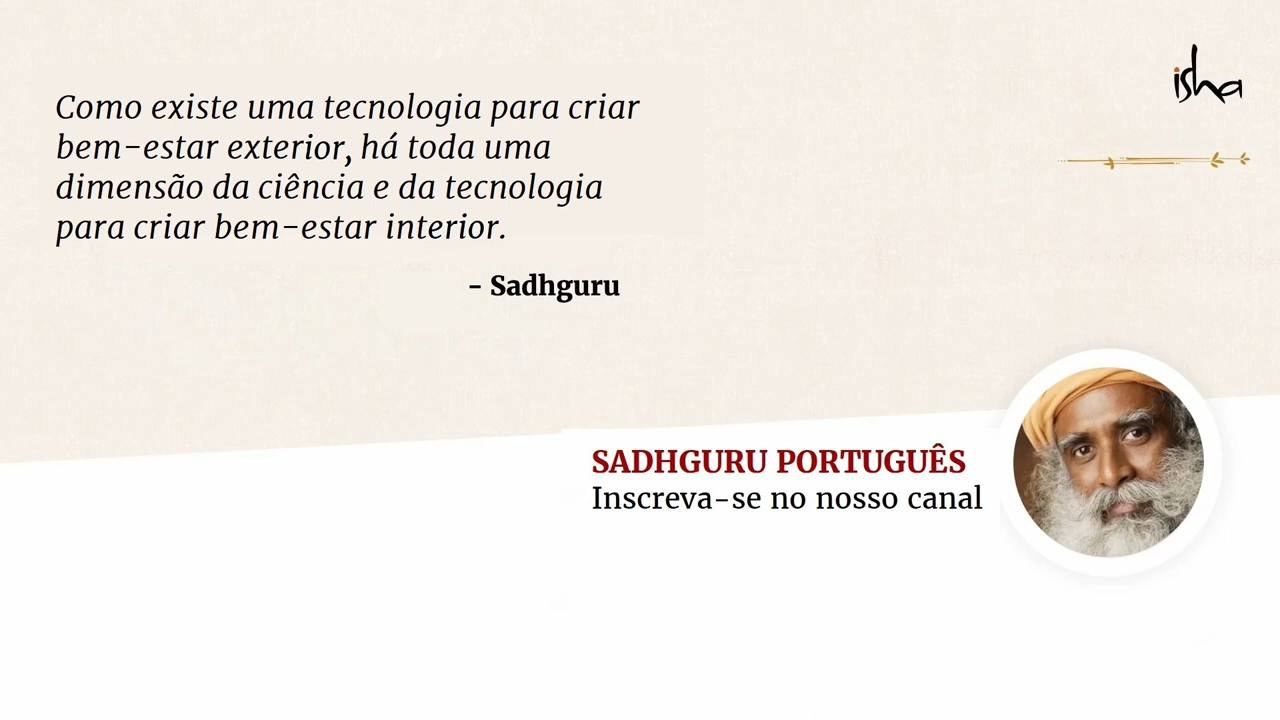 Como existe uma tecnologia para criar
bem-estar exterior, há toda uma
dimensão da ciência e da tecnologia
para criar bem-estar interior.
- Sadhguru
isha
SADHGURU PORTUGUÊS
Inscreva-se no nosso canal